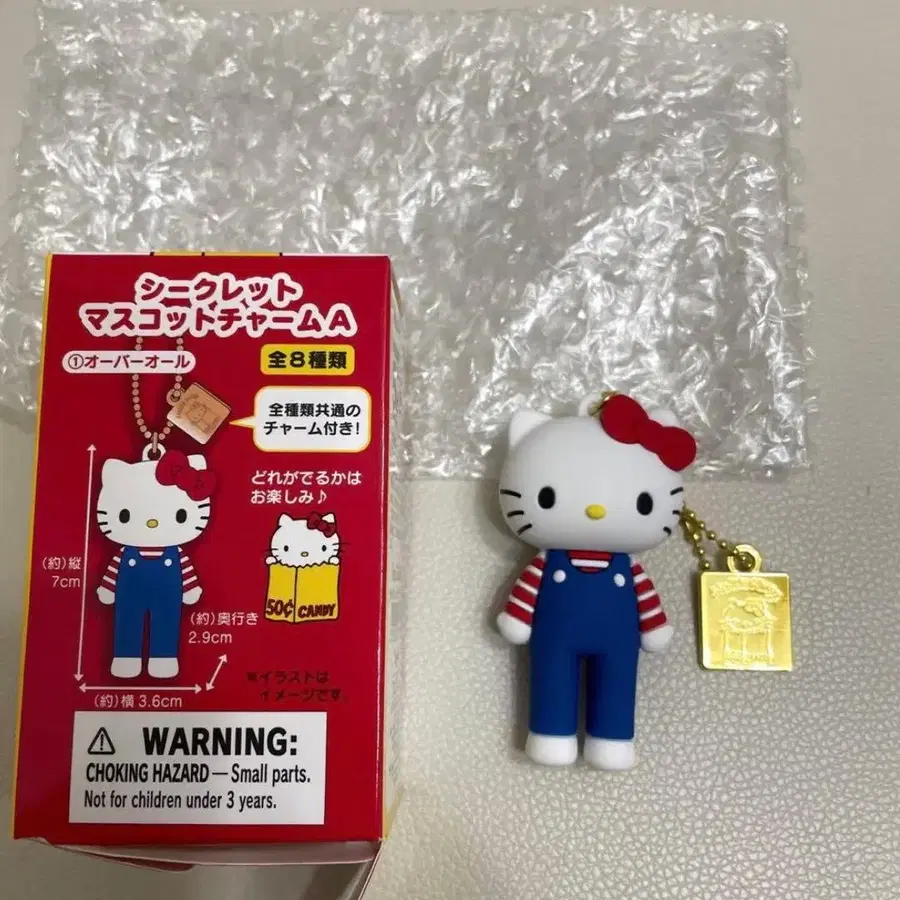 シークレット
マスコットチャームA
①オーバーオール
全8種類
全種類共通の
チャーム付き!
どれがでるかは
お楽しみ♪
(約)縦
7cm
50¢ CANDY
(約)奥行き
2.9cm
(約)横3.6cm
※イラストは
イメージです。
⚠ WARNING:
CHOKING HAZARD — Small parts.
Not for children under 3 years.